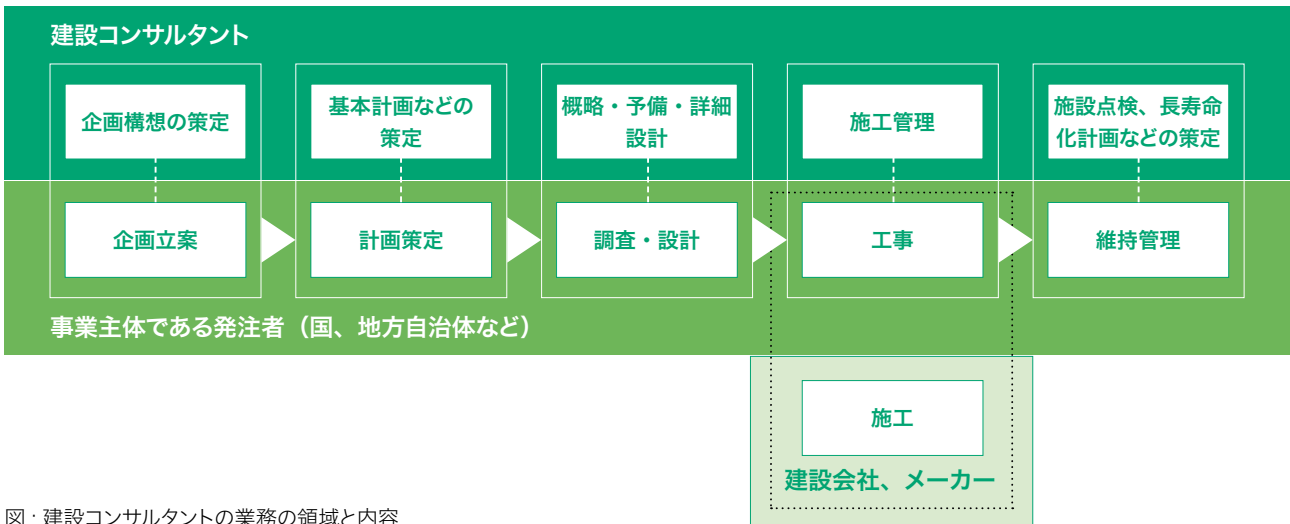 建設コンサルタント
企画構想の策定
基本計画などの
策定
概略・予備・詳細
設計
施工管理
施設点検、長寿命
化計画などの策定
企画立案
計画策定
調査・設計
工事
維持管理
事業主体である発注者（国、地方自治体など）
施工
建設会社、メーカー
図・建設コンサルタントの業務の領域と内容